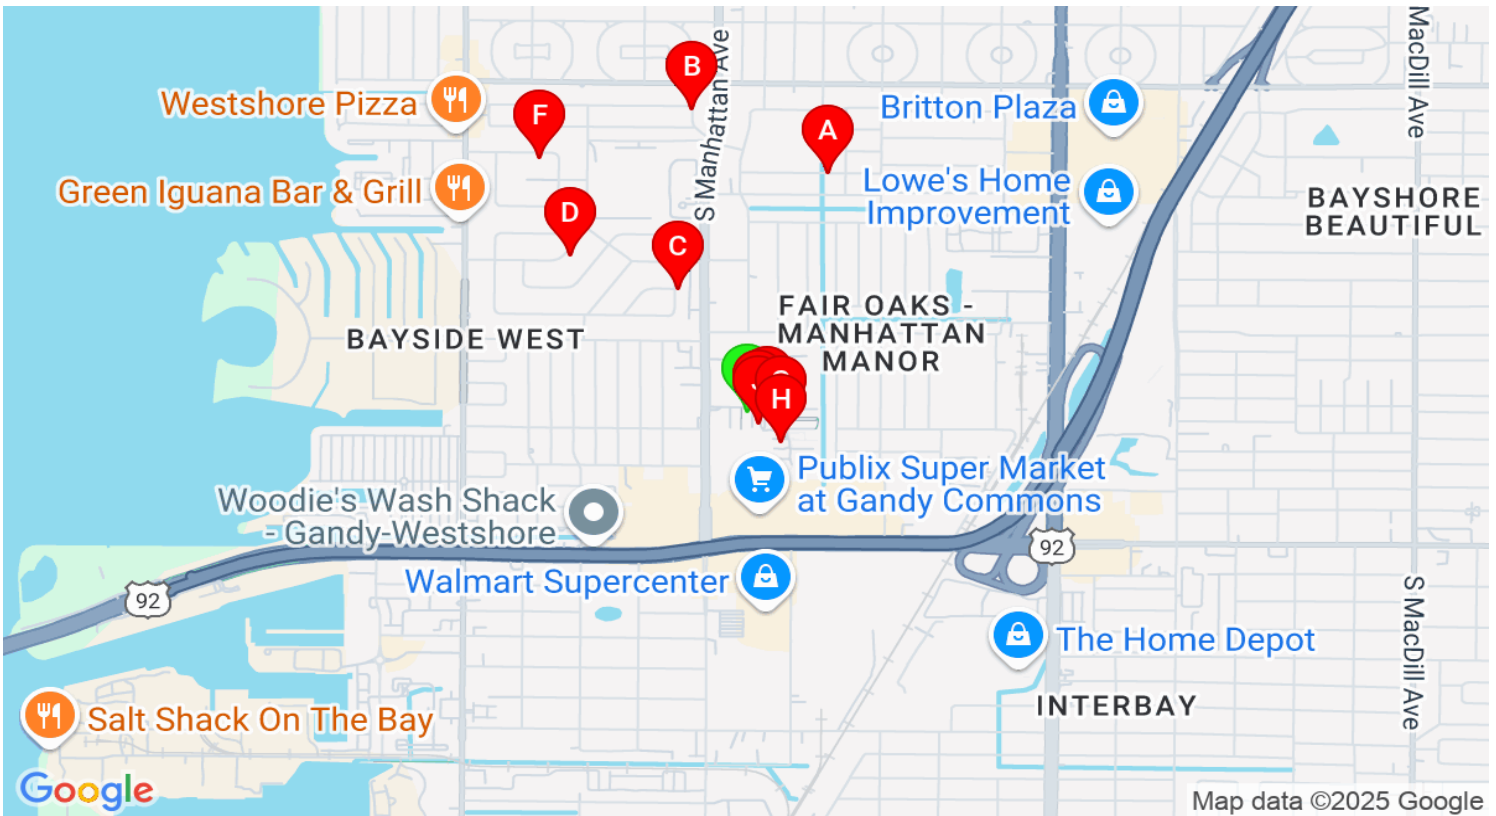 S Manhattan Ave
S MacDill Ave
B
Westshore Pizza
F
A
Britton Plaza
Green Iguana Bar & Grill
Lowe's Home
Improvement
D
C
BAYSHORE
BEAUTIFUL
FAIR OAKS -
MANHATTAN
MANOR
BAYSIDE WEST
H
Publix Super Market
at Gandy Commons
Woodie's Wash Shack
- Gandy-Westshore
92
Walmart Supercenter
92
S MacDill Ave
The Home Depot
INTERBAY
Salt Shack On The Bay
Google
Map data ©2025 Google